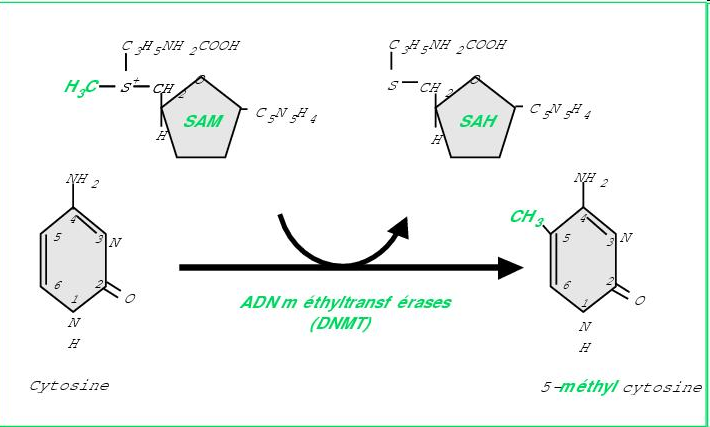 C3H5NH2COOH
H3C S+ CH2 O
SAM C5N5H4
H
C3H5NH2COOH
S CH2 O
SAH C5N5H4
H
NH2
4
5 3 N
6 2
1 O
N
H
Cytosine
ADN méthyltransférases
(DNMT)
NH2
CH3 4
5 3 N
6 2
1 O
N
H
5-méthyl cytosine